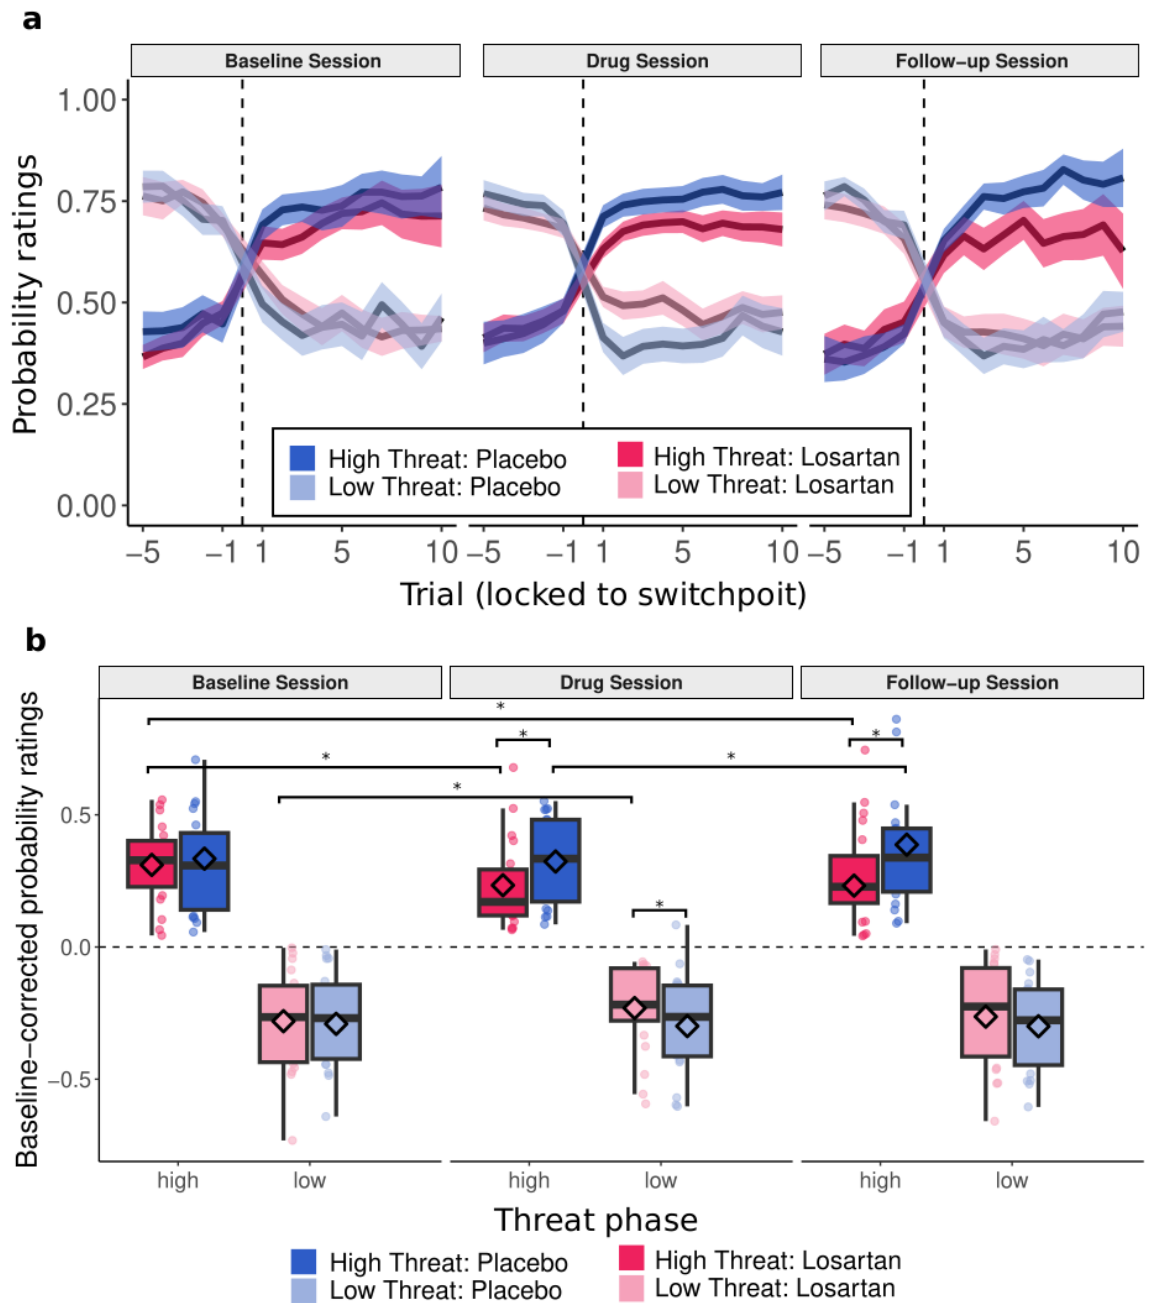 a
Baseline Session
Drug Session
Follow−up Session
Probability ratings
1.00
0.75
0.50
0.25
0.00
High Threat: Placebo
High Threat: Losartan
Low Threat: Placebo
Low Threat: Losartan
−5 −1 1 5 10 −5 −1 1 5 10 −5 −1 1 5 10
Trial (locked to switchpoit)
b
Baseline Session
Drug Session
Follow−up Session
Baseline−corrected probability ratings
* * * * * * *
0.5
0.0
−0.5
high low high low high low
Threat phase
High Threat: Placebo
High Threat: Losartan
Low Threat: Placebo
Low Threat: Losartan